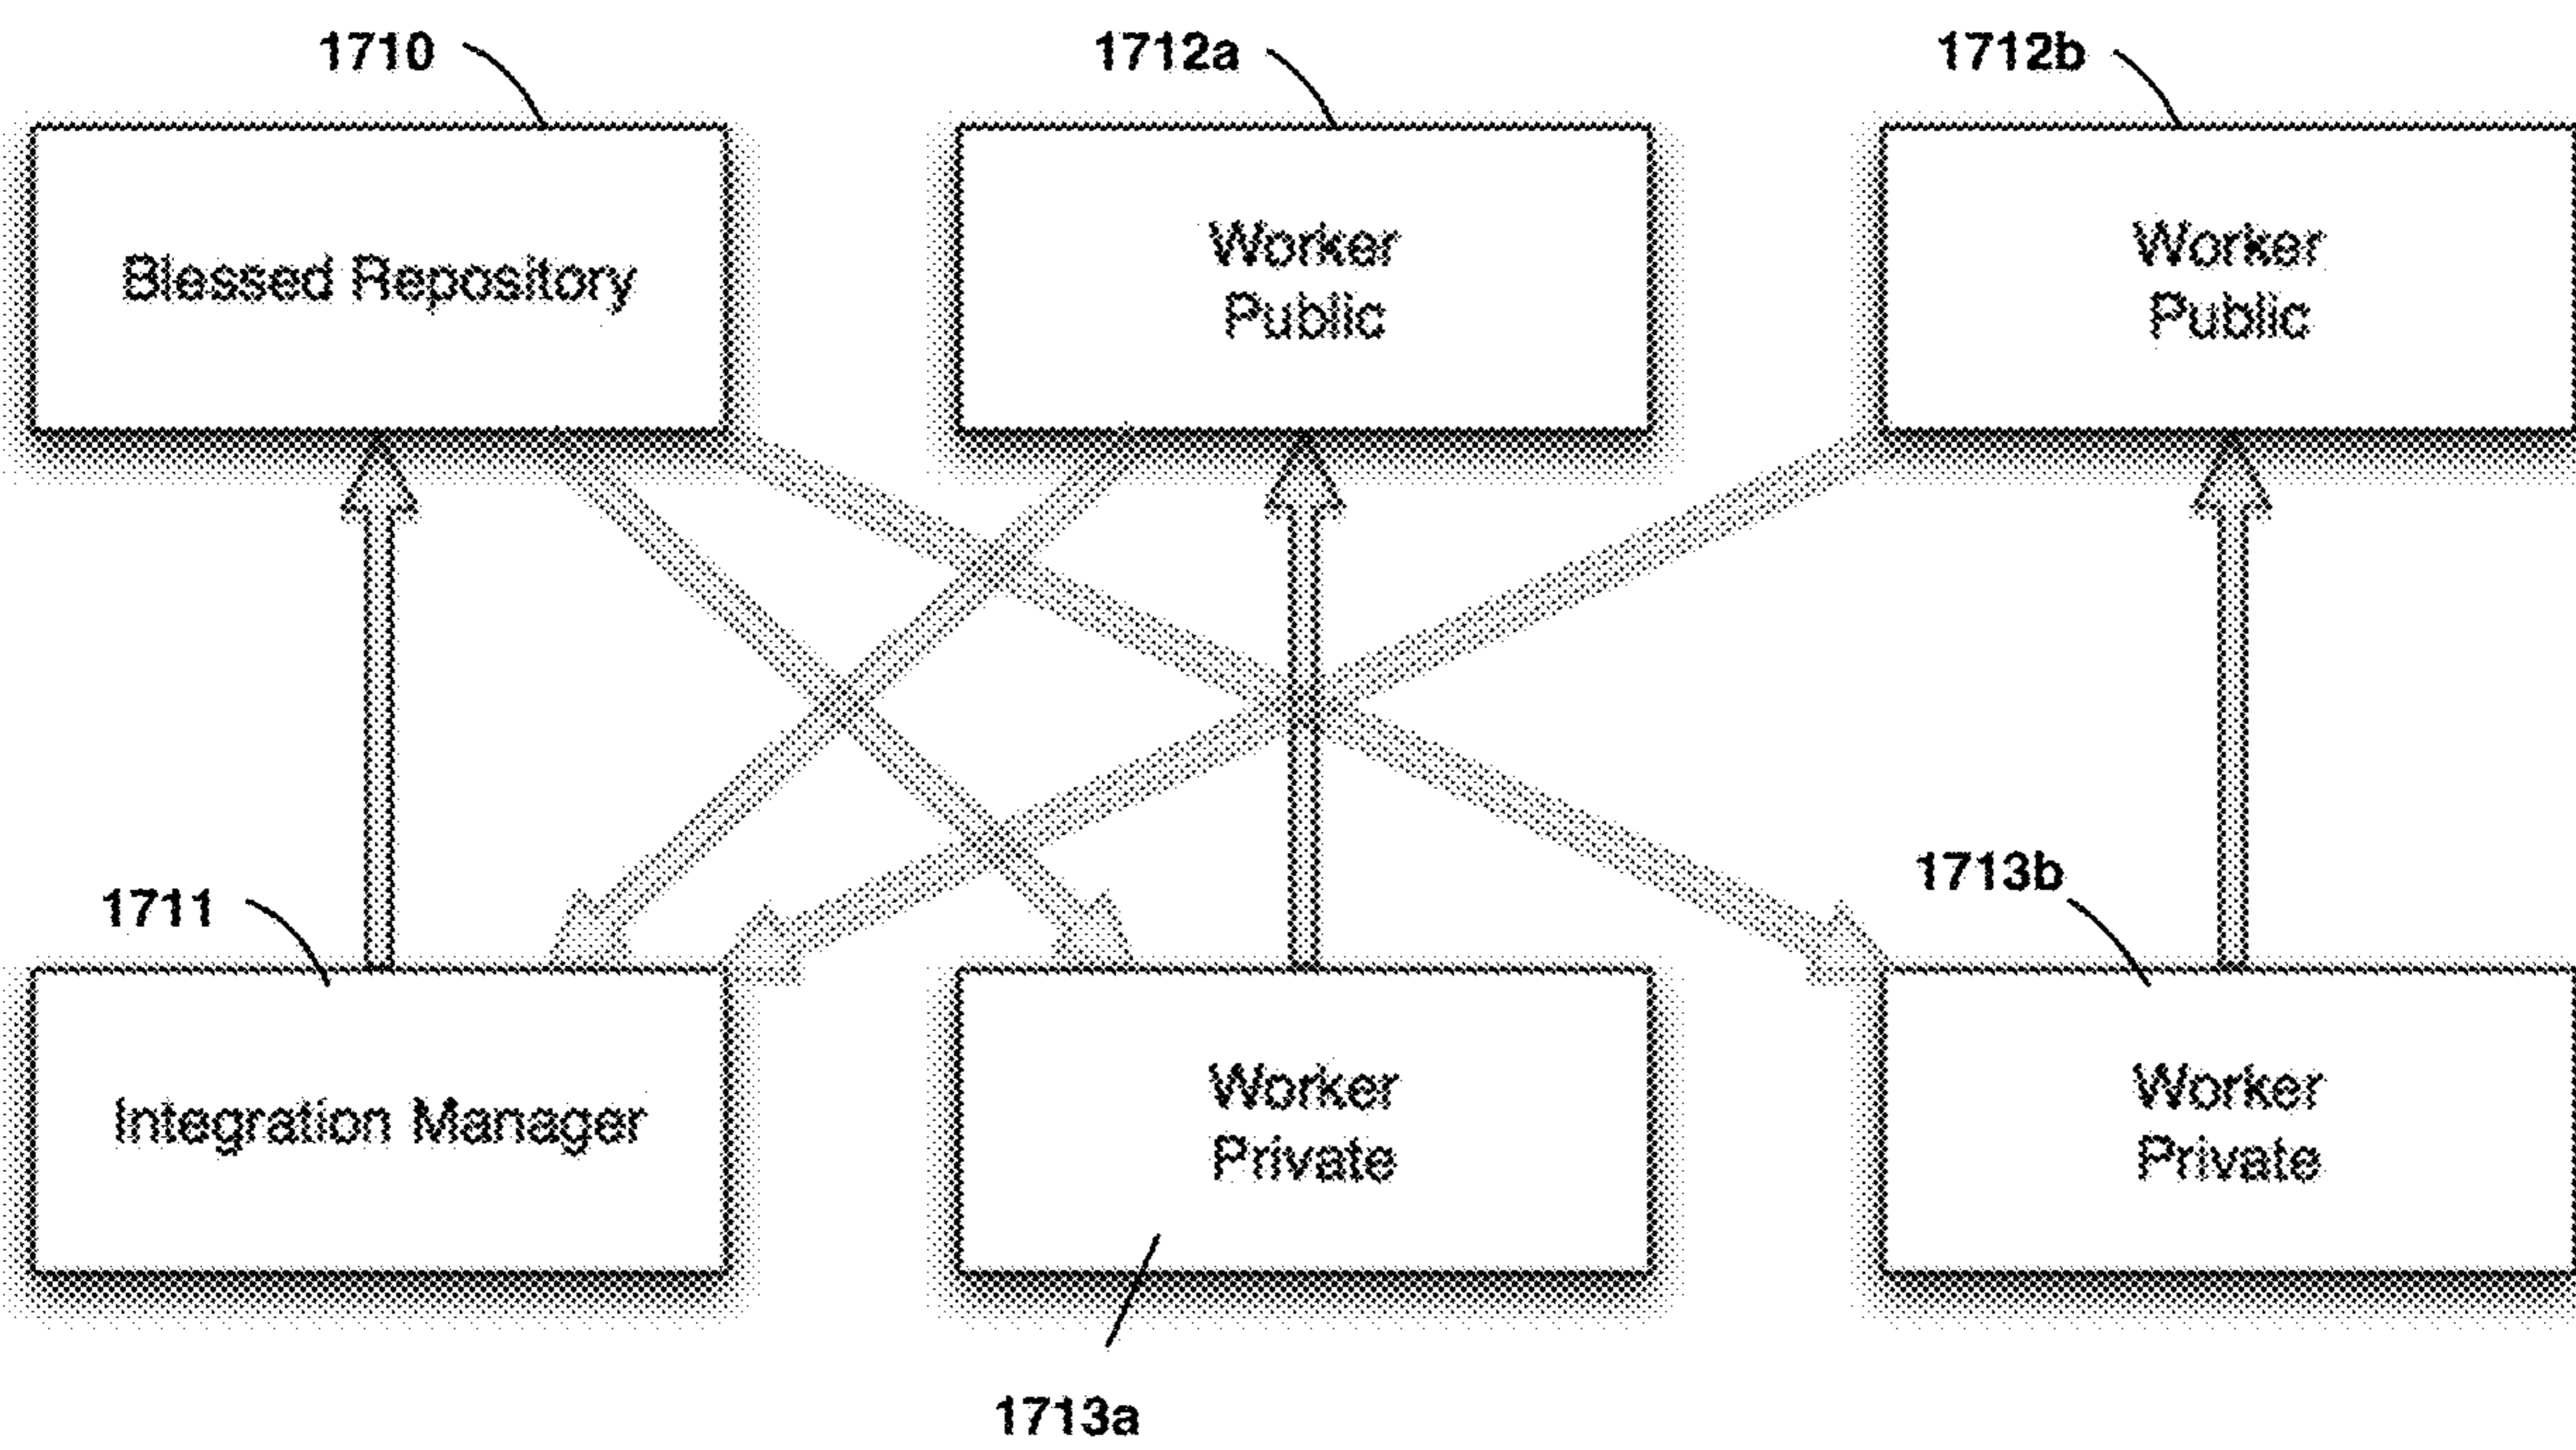 1710
1712a
1712b
Blessed Repository
Worker
Public
Worker
Public
1711
1713b
Integration Manager
Worker
Private
Worker
Private
1713a